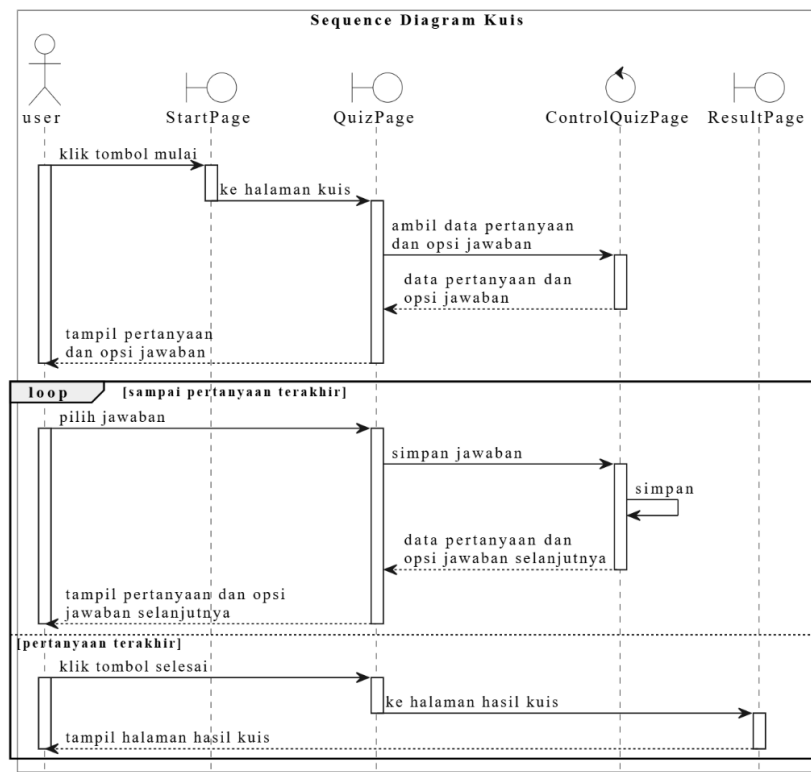 Sequence Diagram Kuis
user
StartPage
QuizPage
ControlQuizPage
ResultPage
klik tombol mulai
ke halaman kuis
ambil data pertanyaan
dan opsi jawaban
data pertanyaan dan
opsi jawaban
tampil pertanyaan
dan opsi jawaban
loop
[sampai pertanyaan terakhir]
pilih jawaban
simpan jawaban
simpan
data pertanyaan dan
opsi jawaban selanjutnya
tampil pertanyaan dan opsi
jawaban selanjutnya
[pertanyaan terakhir]
klik tombol selesai
ke halaman hasil kuis
tampil halaman hasil kuis